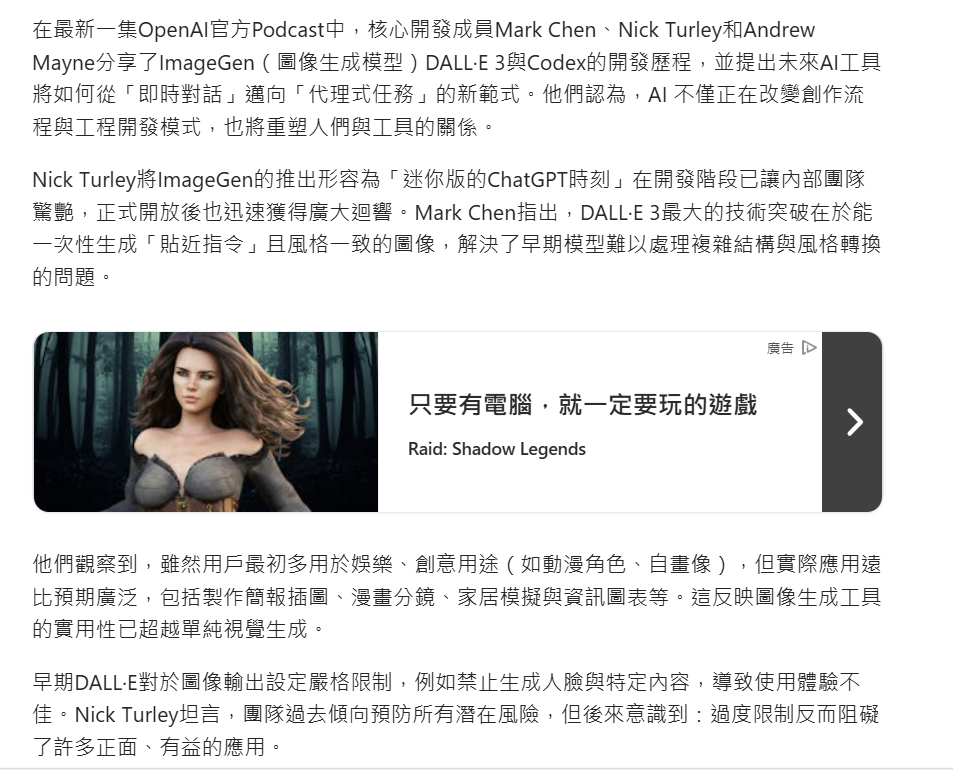 在最新一集OpenAI官方Podcast中，核心開發成員Mark Chen、Nick Turley和Andrew
Mayne分享了ImageGen（圖像生成模型）DALL·E 3與Codex的開發歷程，並提出未來AI工具
將如何從「即時對話」邁向「代理式任務」的新範式。他們認為，AI 不僅正在改變創作流
程與工程開發模式，也將重塑人們與工具的關係。
Nick Turley將ImageGen的推出形容為「迷你版的ChatGPT時刻」在開發階段已讓內部團隊
驚艷，正式開放後也迅速獲得廣大迴響。Mark Chen指出，DALL·E 3最大的技術突破在於能
一次性生成「貼近指令」且風格一致的圖像，解決了早期模型難以處理複雜結構與風格轉換
的問題。
廣告
只要有電腦，就一定要玩的遊戲
Raid: Shadow Legends
他們觀察到，雖然用戶最初多用於娛樂、創意用途（如動漫角色、自畫像），但實際應用遠
比預期廣泛，包括製作簡報插圖、漫畫分鏡、家居模擬與資訊圖表等。這反映圖像生成工具
的實用性已超越單純視覺生成。
早期DALL·E對於圖像輸出設定嚴格限制，例如禁止生成人臉與特定內容，導致使用體驗不
佳。Nick Turley坦言，團隊過去傾向預防所有潛在風險，但後來意識到：過度限制反而阻礙
了許多正面、有益的應用。